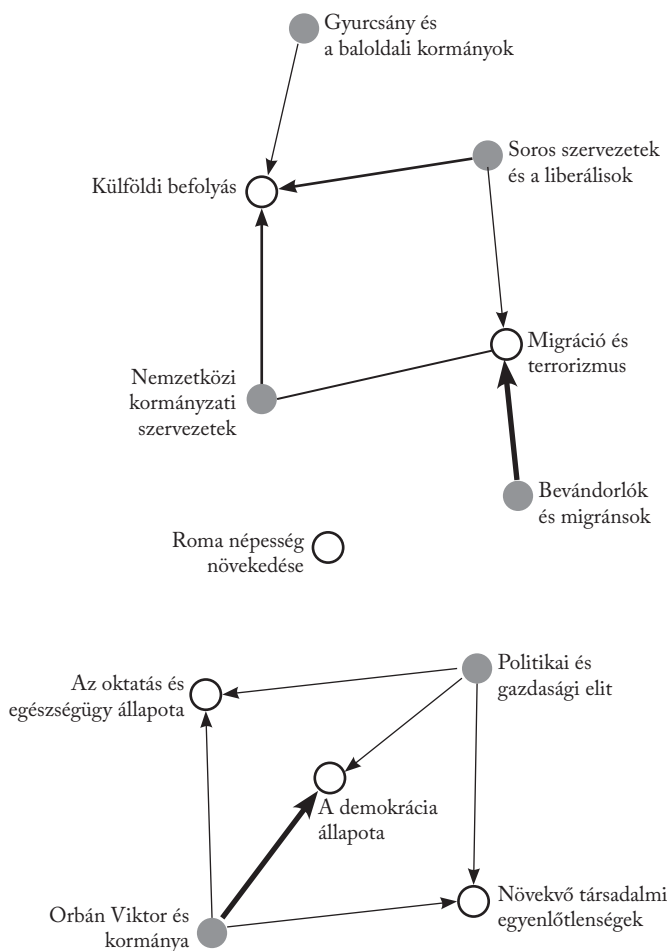 Gyurcsány és
a baloldali kormányok
Soros szervezetek
és a liberálisok
Külföldi befolyás
Migráció és
terrorizmus
Nemzetközi
kormányzati
szervezetek
Bevándorlók
és migránsok
Roma népesség
növekedése
Politikai és
gazdasági elit
Az oktatás és
egészségügy állapota
A demokrácia
állapota
Növekvő társadalmi
egyenlőtlenségek
Orbán Viktor és
kormánya